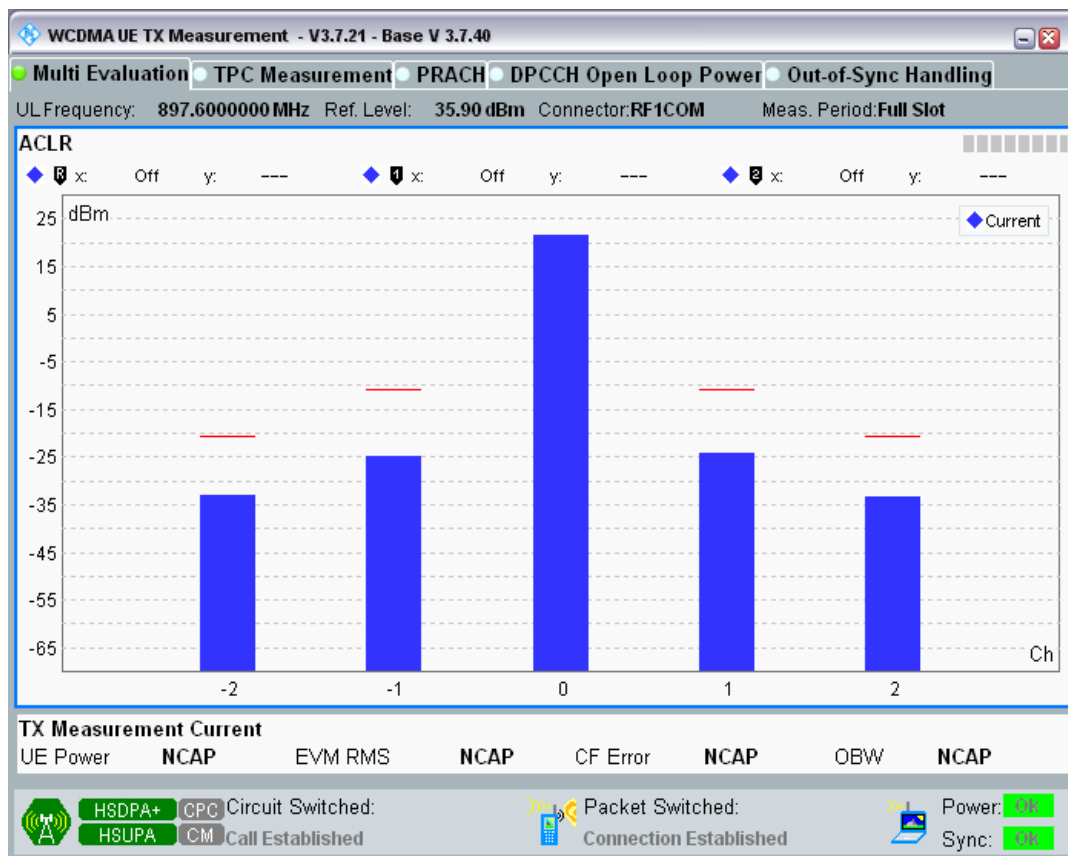 WCDMA UE TX Measurement - V3.7.21 - Base V 3.7.40
Multi Evaluation TPC Measurement PRACH DPCCH Open Loop Power Out-of-Sync Handling
UL Frequency: 897.6000000 MHz Ref. Level: 35.90 dBm Connector:RF1COM Meas. Period:Full Slot
ACLR
R x: Off y: --- 1 x: Off y: --- 2 x: Off y: ---
dBm
Current
25
15
5
-5
-15
-25
-35
-45
-55
-65
Ch
-2 -1 0 1 2
TX Measurement Current
UE Power NCAP EVM RMS NCAP CF Error NCAP OBW NCAP
HSDPA+ CPC Circuit Switched: Packet Switched: Power: OK
HSUPA CM Call Established Connection Established Sync: OK